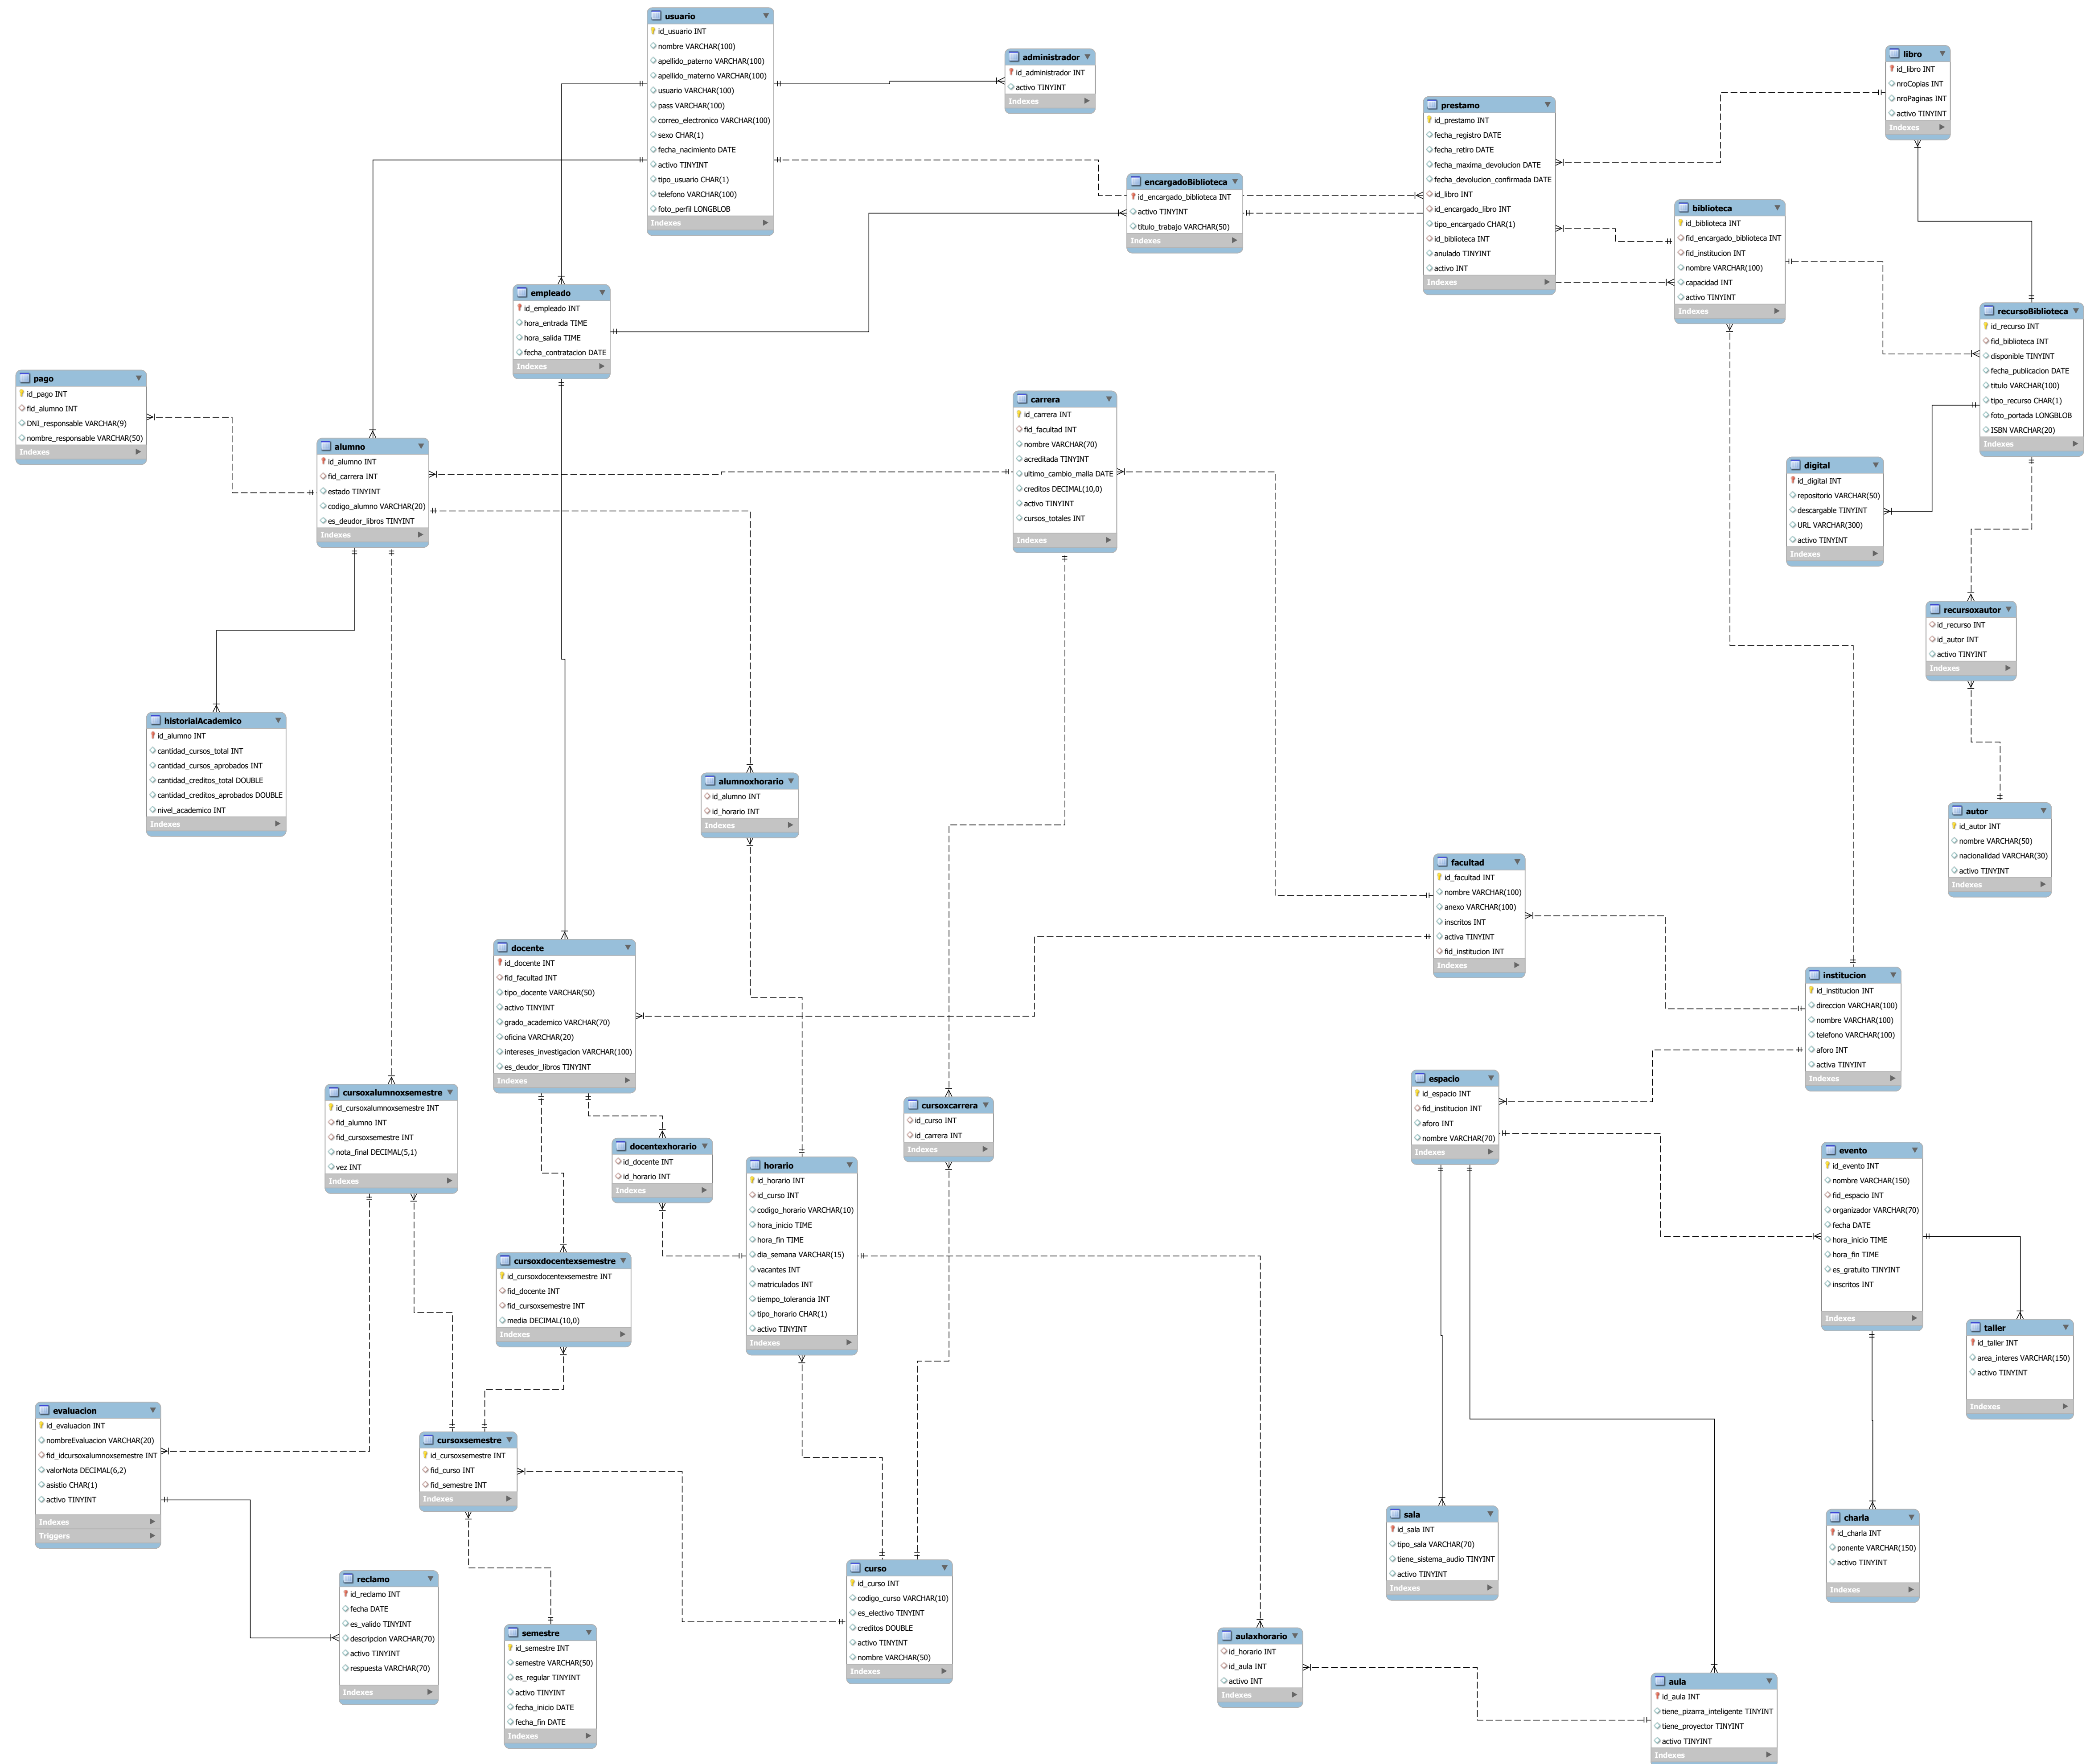 usuario
id_usuario INT
nombre VARCHAR(100)
apellido_paterno VARCHAR(100)
apellido_materno VARCHAR(100)
usuario VARCHAR(100)
pass VARCHAR(100)
correo_electronico VARCHAR(100)
sexo CHAR(1)
fecha_nacimiento DATE
activo TINYINT
tipo_usuario CHAR(1)
telefono VARCHAR(100)
foto_perfil LONGBLOB
Indexes
administrador
id_administrador INT
activo TINYINT
Indexes
libro
id_libro INT
nroCopias INT
nroPaginas INT
activo TINYINT
Indexes
prestamo
id_prestamo INT
fecha_registro DATE
fecha_retiro DATE
fecha_maxima_devolucion DATE
fecha_devolucion_confirmada DATE
id_libro INT
id_encargado_libro INT
tipo_encargado CHAR(1)
id_biblioteca INT
anulado TINYINT
activo INT
Indexes
encargadoBiblioteca
id_encargado_biblioteca INT
activo TINYINT
titulo_trabajo VARCHAR(50)
Indexes
biblioteca
id_biblioteca INT
fid_encargado_biblioteca INT
fid_institucion INT
nombre VARCHAR(100)
capacidad INT
activo TINYINT
Indexes
empleado
id_empleado INT
hora_entrada TIME
hora_salida TIME
fecha_contratacion DATE
Indexes
recursoBiblioteca
id_recurso INT
fid_biblioteca INT
disponible TINYINT
fecha_publicacion DATE
titulo VARCHAR(100)
tipo_recurso CHAR(1)
foto_portada LONGBLOB
ISBN VARCHAR(20)
Indexes
pago
id_pago INT
fid_alumno INT
DNI_responsable VARCHAR(9)
nombre_responsable VARCHAR(50)
Indexes
carrera
id_carrera INT
fid_facultad INT
nombre VARCHAR(70)
acreditada TINYINT
ultimo_cambio_malla DATE
creditos DECIMAL(10,0)
activo TINYINT
cursos_totales INT
Indexes
alumno
id_alumno INT
fid_carrera INT
estado TINYINT
codigo_alumno VARCHAR(20)
es_deudor_libros TINYINT
Indexes
digital
id_digital INT
repositorio VARCHAR(50)
descargable TINYINT
URL VARCHAR(300)
activo TINYINT
Indexes
recursoxautor
id_recurso INT
id_autor INT
activo TINYINT
Indexes
historialAcademico
id_alumno INT
cantidad_cursos_total INT
cantidad_cursos_aprobados INT
cantidad_creditos_total DOUBLE
cantidad_creditos_aprobados DOUBLE
nivel_academico INT
Indexes
alumnoxhorario
id_alumno INT
id_horario INT
Indexes
autor
id_autor INT
nombre VARCHAR(50)
nacionalidad VARCHAR(30)
activo TINYINT
Indexes
facultad
id_facultad INT
nombre VARCHAR(100)
anexo VARCHAR(100)
inscritos INT
activa TINYINT
fid_institucion INT
Indexes
docente
id_docente INT
fid_facultad INT
tipo_docente VARCHAR(50)
activo TINYINT
grado_academico VARCHAR(70)
oficina VARCHAR(20)
intereses_investigacion VARCHAR(100)
es_deudor_libros TINYINT
Indexes
institucion
id_institucion INT
direccion VARCHAR(100)
nombre VARCHAR(100)
telefono VARCHAR(100)
aforo INT
activa TINYINT
Indexes
espacio
id_espacio INT
fid_institucion INT
aforo INT
nombre VARCHAR(70)
Indexes
cursoxalumnoxsemestre
id_cursoxalumnoxsemestre INT
fid_alumno INT
fid_cursoxsemestre INT
nota_final DECIMAL(5,1)
vez INT
Indexes
cursoxcarrera
id_curso INT
id_carrera INT
Indexes
docentexhorario
id_docente INT
id_horario INT
Indexes
horario
id_horario INT
id_curso INT
codigo_horario VARCHAR(10)
hora_inicio TIME
hora_fin TIME
dia_semana VARCHAR(15)
vacantes INT
matriculados INT
tiempo_tolerancia INT
tipo_horario CHAR(1)
activo TINYINT
Indexes
evento
id_evento INT
nombre VARCHAR(150)
fid_espacio INT
organizador VARCHAR(70)
fecha DATE
hora_inicio TIME
hora_fin TIME
es_gratuito TINYINT
inscritos INT
Indexes
cursoxdocentexsemestre
id_cursoxdocentexsemestre INT
fid_docente INT
fid_cursoxsemestre INT
media DECIMAL(10,0)
Indexes
taller
id_taller INT
area_interes VARCHAR(150)
activo TINYINT
Indexes
evaluacion
id_evaluacion INT
nombreEvaluacion VARCHAR(20)
fid_idcursoxalumnoxsemestre INT
valorNota DECIMAL(6,2)
asistio CHAR(1)
activo TINYINT
Indexes
Triggers
cursoxsemestre
id_cursoxsemestre INT
fid_curso INT
fid_semestre INT
Indexes
sala
id_sala INT
tipo_sala VARCHAR(70)
tiene_sistema_audio TINYINT
activo TINYINT
Indexes
charla
id_charla INT
ponente VARCHAR(150)
activo TINYINT
Indexes
reclamo
id_reclamo INT
fecha DATE
es_valido TINYINT
descripcion VARCHAR(70)
activo TINYINT
respuesta VARCHAR(70)
Indexes
curso
id_curso INT
codigo_curso VARCHAR(10)
es_electivo TINYINT
creditos DOUBLE
activo TINYINT
nombre VARCHAR(50)
Indexes
semestre
id_semestre INT
semestre VARCHAR(50)
es_regular TINYINT
activo TINYINT
fecha_inicio DATE
fecha_fin DATE
Indexes
aulaxhorario
id_horario INT
id_aula INT
activo INT
Indexes
aula
id_aula INT
tiene_pizarra_inteligente TINYINT
tiene_proyector TINYINT
activo TINYINT
Indexes